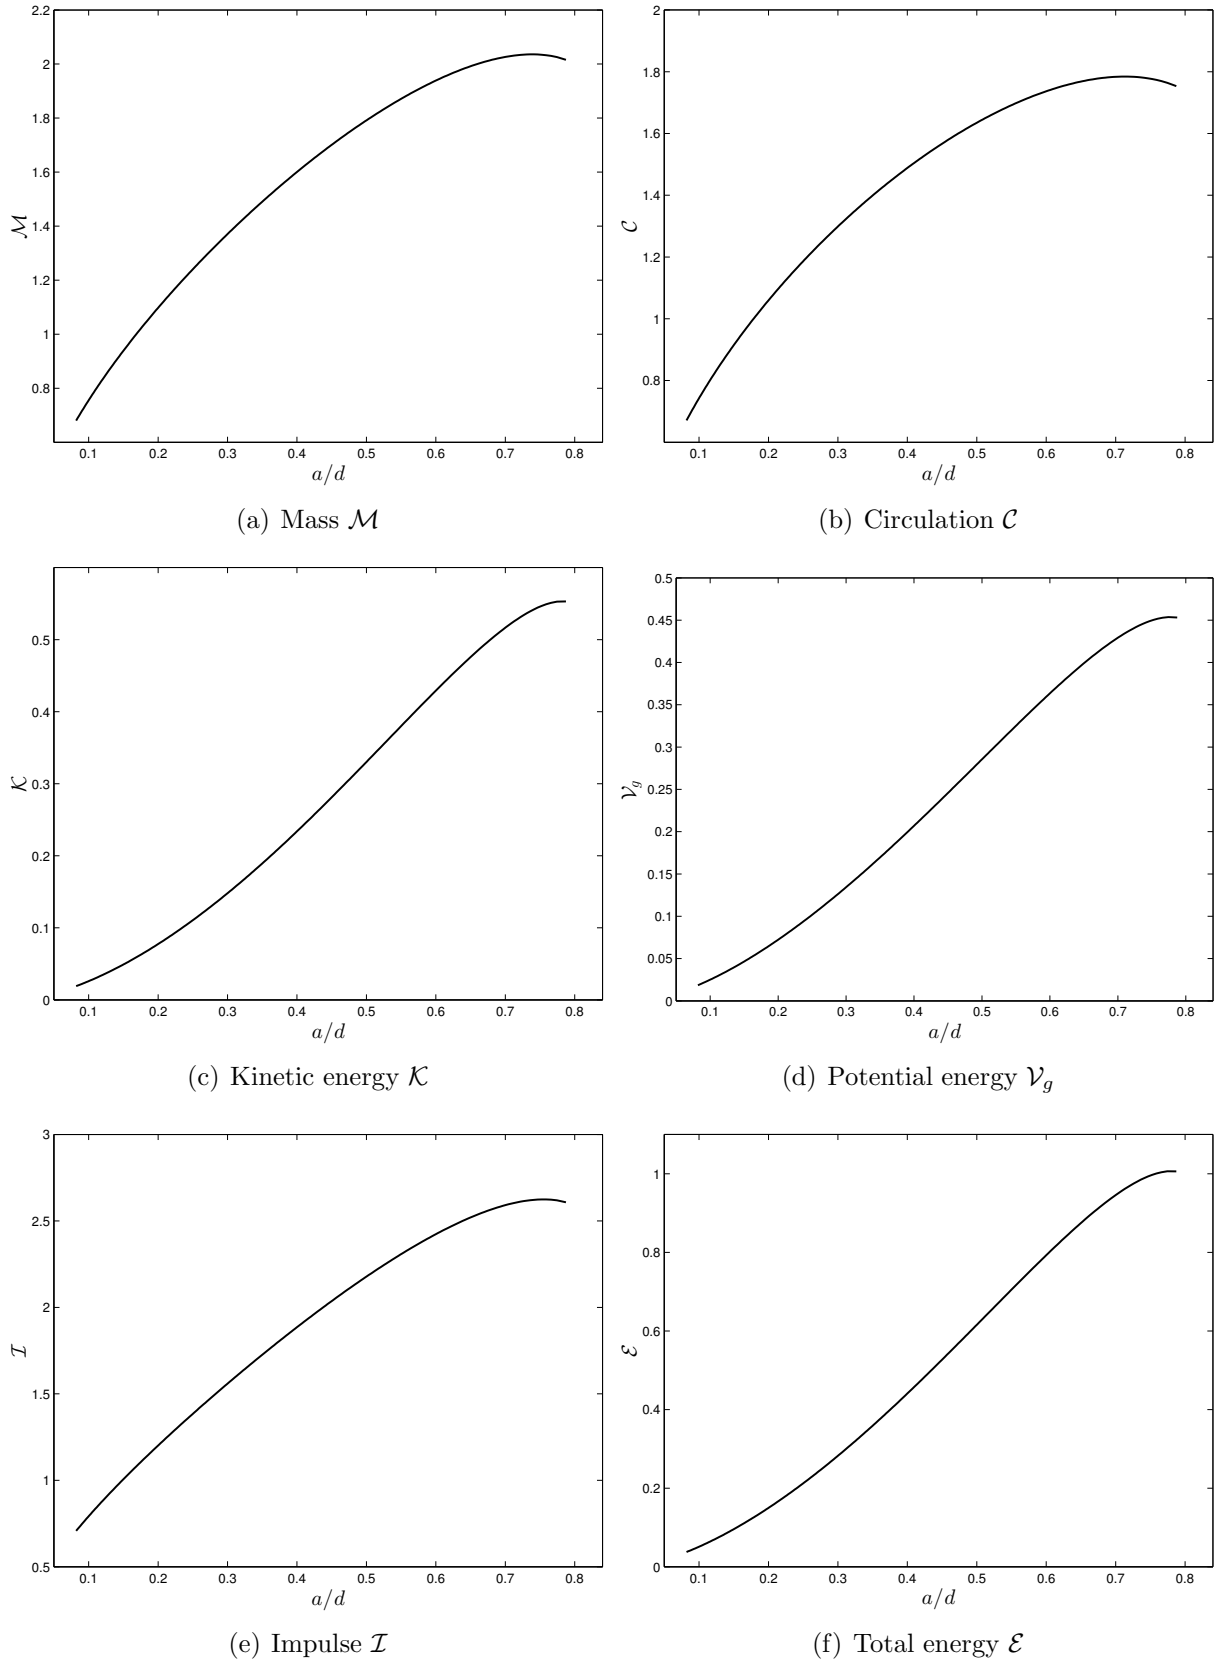 2.2
2
1.8
1.6
1.4
1.2
1
0.8
ℳ
0.1 0.2 0.3 0.4 0.5 0.6 0.7 0.8
a/d
(a) Mass ℳ
2
1.8
1.6
1.4
1.2
1
0.8
𝒞
0.1 0.2 0.3 0.4 0.5 0.6 0.7 0.8
a/d
(b) Circulation 𝒞
0.5
0.4
0.3
0.2
0.1
0
𝒦
0.1 0.2 0.3 0.4 0.5 0.6 0.7 0.8
a/d
(c) Kinetic energy 𝒦
0.5
0.45
0.4
0.35
0.3
0.25
0.2
0.15
0.1
0.05
0
𝒱g
0.1 0.2 0.3 0.4 0.5 0.6 0.7 0.8
a/d
(d) Potential energy 𝒱g
3
2.5
2
1.5
1
0.5
ℐ
0.1 0.2 0.3 0.4 0.5 0.6 0.7 0.8
a/d
(e) Impulse ℐ
1
0.8
0.6
0.4
0.2
0
ℰ
0.1 0.2 0.3 0.4 0.5 0.6 0.7 0.8
a/d
(f) Total energy ℰ